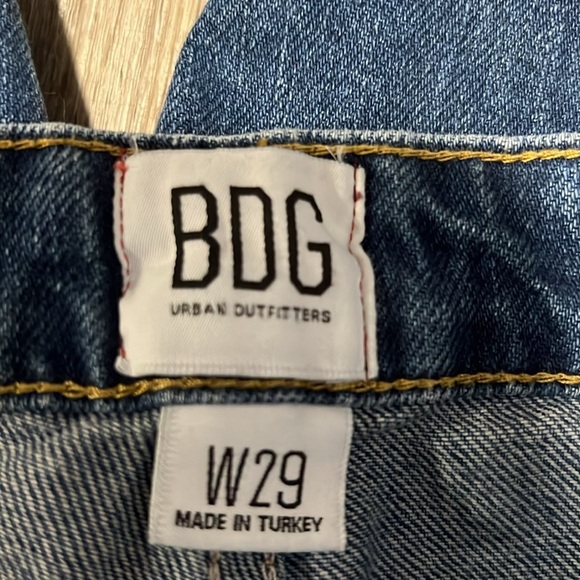 BDG
URBAN OUTFITTERS
W29
MADE IN TURKEY